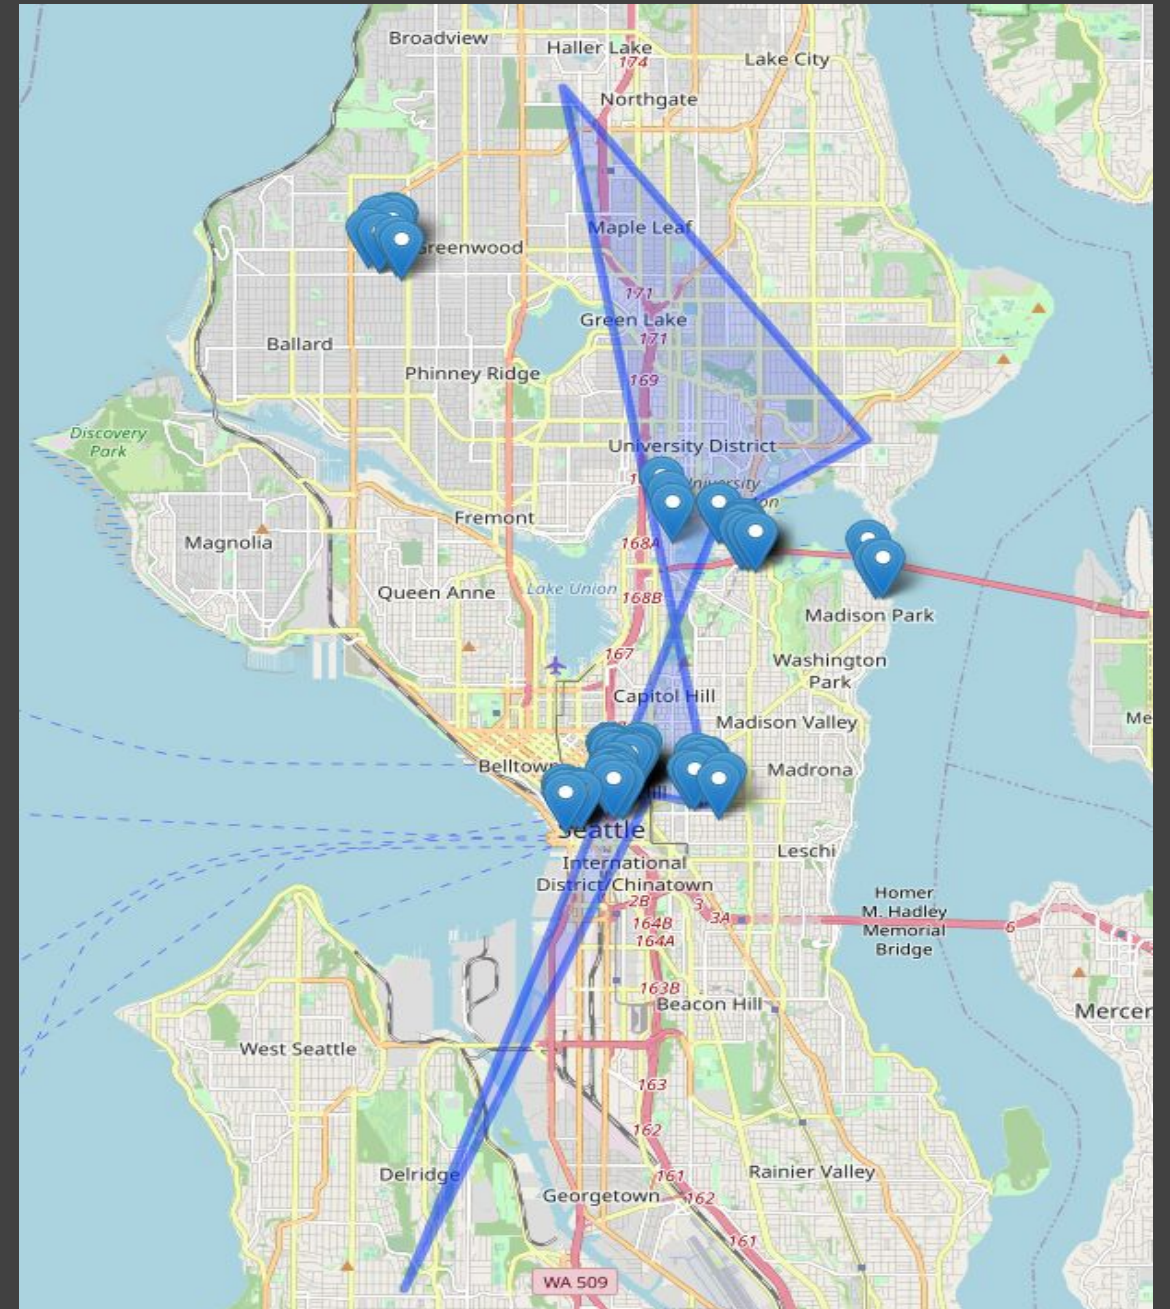 Broadview
Haller Lake
174
Lake City
Northgate
Maple Leaf
Greenwood
171
Green Lake
171
Ballard
Phinney Ridge
169
Discovery
Park
University District
University
Fremont
Magnolia
168A
Lake Union
Queen Anne
168B
Madison Park
167
Washington
Park
Capitol Hill
Madison Valley
Me
Belltown
Madrona
Seattle
International
District/Chinatown
Leschi
Homer
M. Hadley
Memorial
Bridge
2B
3
3A
6
164B
164A
163B
Beacon Hill
Mercer
West Seattle
163
162
Delridge
161
Rainier Valley
Georgetown
162
161
WA 509